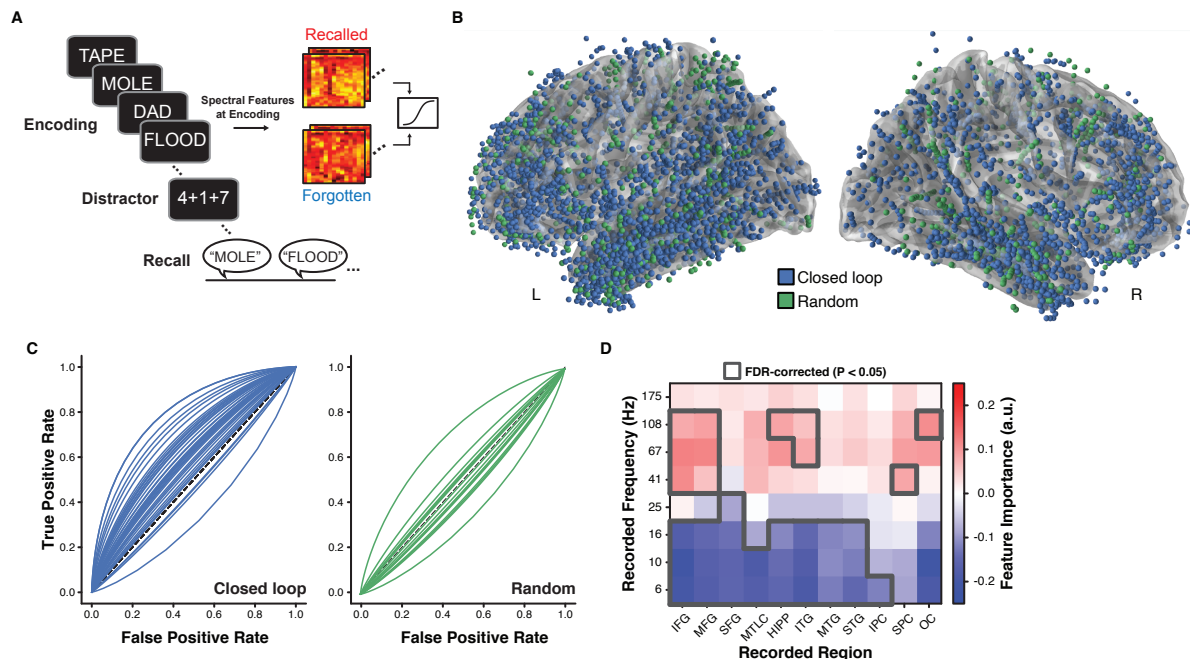 A
TAPE
MOLE
DAD
FLOOD
Encoding
Spectral Features
at Encoding
Recalled
Forgotten
Distractor
4+1+7
Recall
“MOLE”
“FLOOD”
...
B
L
R
Closed loop
Random
C
True Positive Rate
1.0
0.8
0.6
0.4
0.2
0.0
0.0 0.2 0.4 0.6 0.8 1.0
False Positive Rate
Closed loop
1.0
0.8
0.6
0.4
0.2
0.0
0.0 0.2 0.4 0.6 0.8 1.0
False Positive Rate
Random
D
FDR-corrected (P < 0.05)
Recorded Frequency (Hz)
175
108
67
41
25
16
10
6
IFG MFG SFG MTLC HIPP ITG MTG STG IPC SPC OC
Recorded Region
0.2
0.1
0.0
-0.1
-0.2
Feature Importance (a.u.)